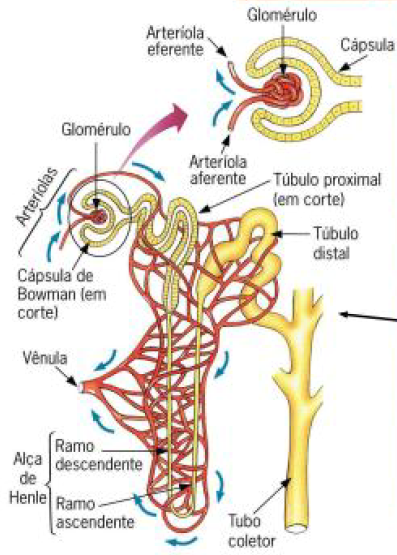 Arteríola
eferente
Glomérulo
Cápsula
Arteríola
aferente
Glomérulo
Arteríolas
Cápsula de
Bowman (em
corte)
Túbulo proximal
(em corte)
Túbulo
distal
Vênula
Alça
de
Henle
Ramo
descendente
Ramo
ascendente
Tubo
coletor